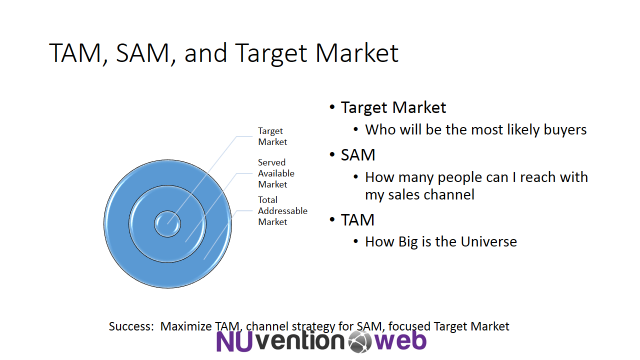 TAM, SAM, and Target Market
Target
Market
Served
Available
Market
Total
Addressable
Market
• Target Market
• Who will be the most likely buyers
• SAM
• How many people can I reach with
my sales channel
• TAM
• How Big is the Universe
Success: Maximize TAM, channel strategy for SAM, focused Target Market
NUvention web